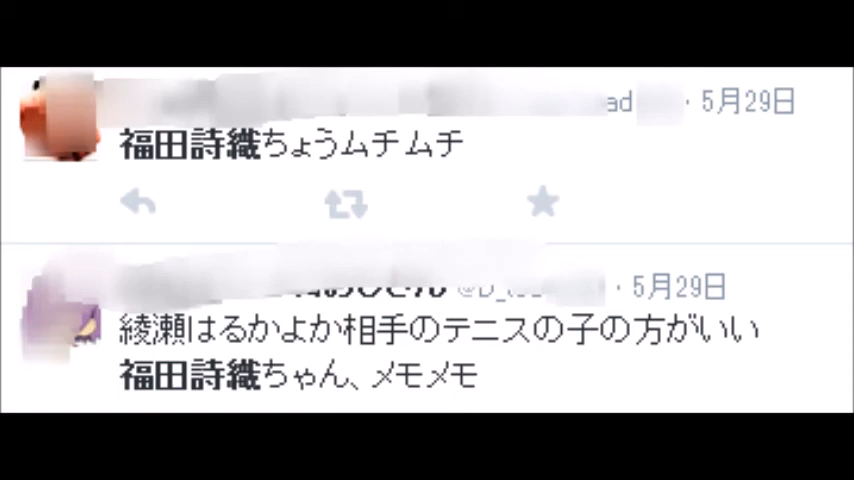 ad · 5月29日
福田詩織ちょうムチムチ
· 5月29日
綾瀬はるかよか相手のテニスの子の方がいい
福田詩織ちゃん、メモメモ